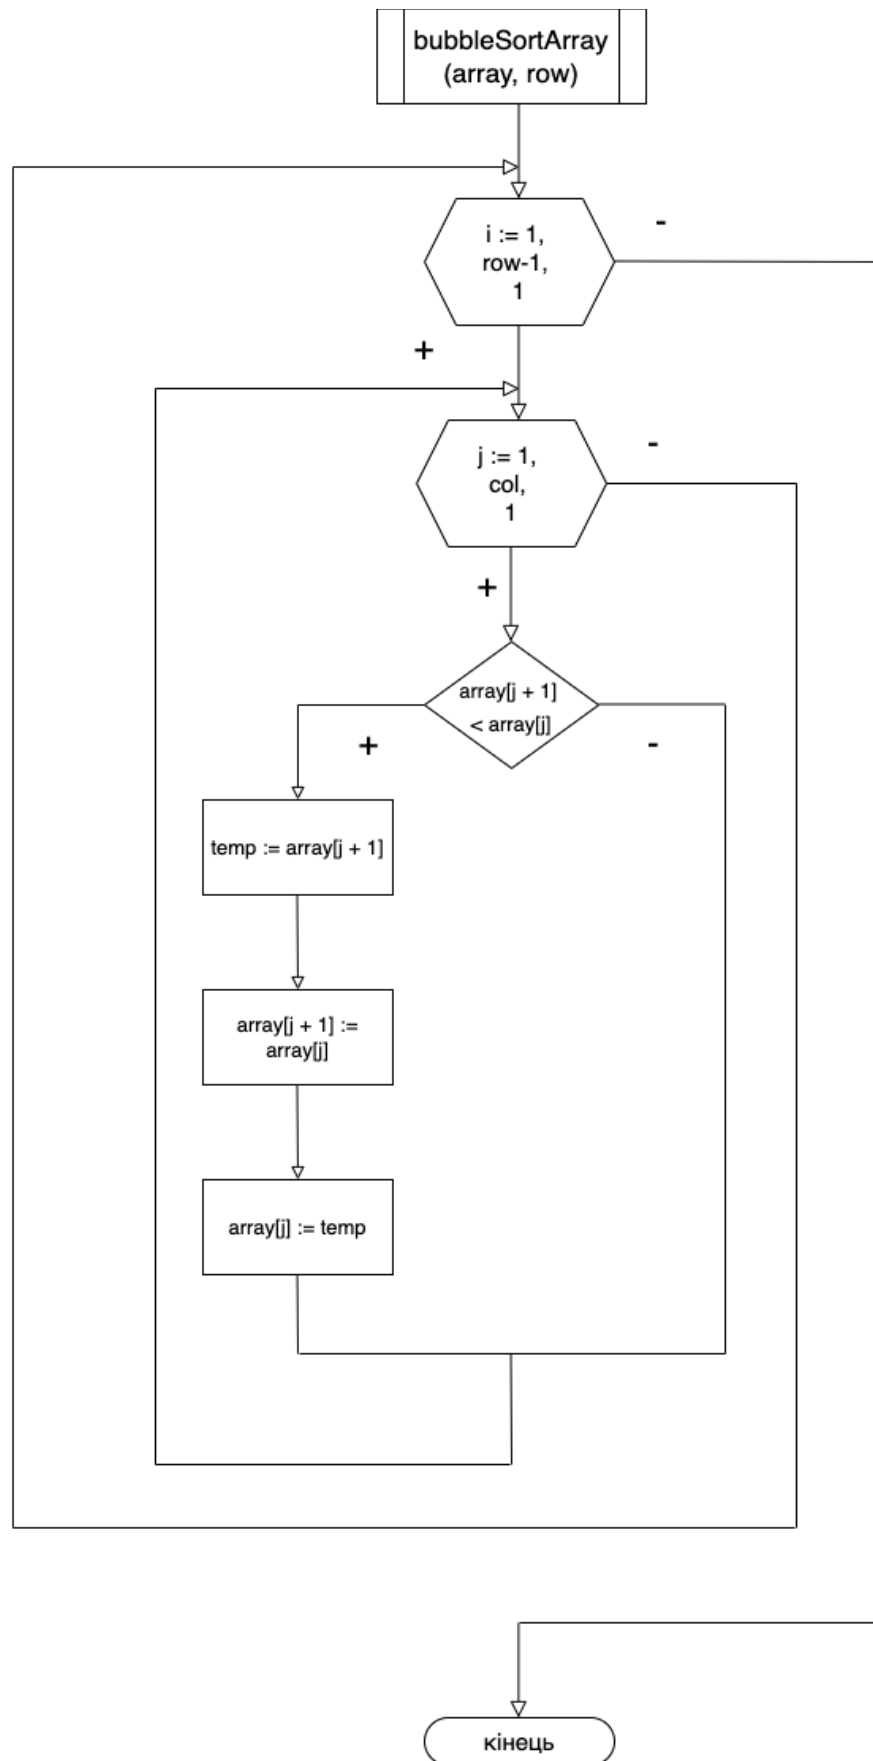 bubbleSortArray
(array, row)
-
i := 1,
row-1,
1
+
-
j := 1,
col,
1
+
array[j + 1]
< array[j]
+
-
temp := array[j + 1]
array[j + 1] :=
array[j]
array[j] := temp
кінець